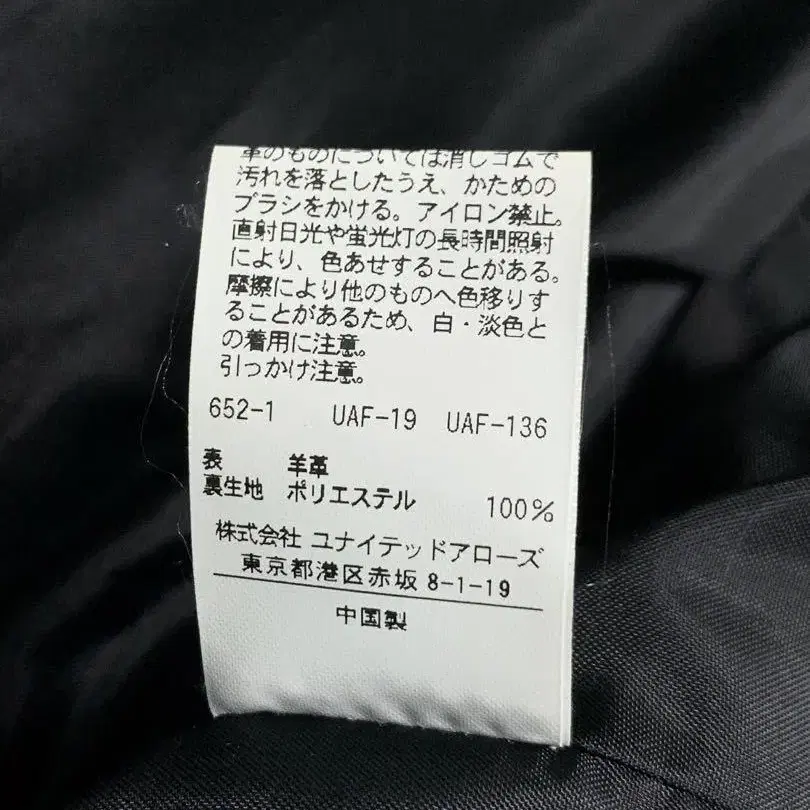 革のものについては消しゴムで
汚れを落としたうえ、かための
ブラシをかける。アイロン禁止。
直射日光や蛍光灯の長時間照射
により、色あせすることがある。
摩擦により他のものへ色移りす
ることがあるため、白・淡色と
の着用に注意。
引っかけ注意。
652-1 UAF-19 UAF-136
表 羊革
裏生地 ポリエステル 100%
株式会社 ユナイテッドアローズ
東京都港区赤坂 8-1-19
中国製